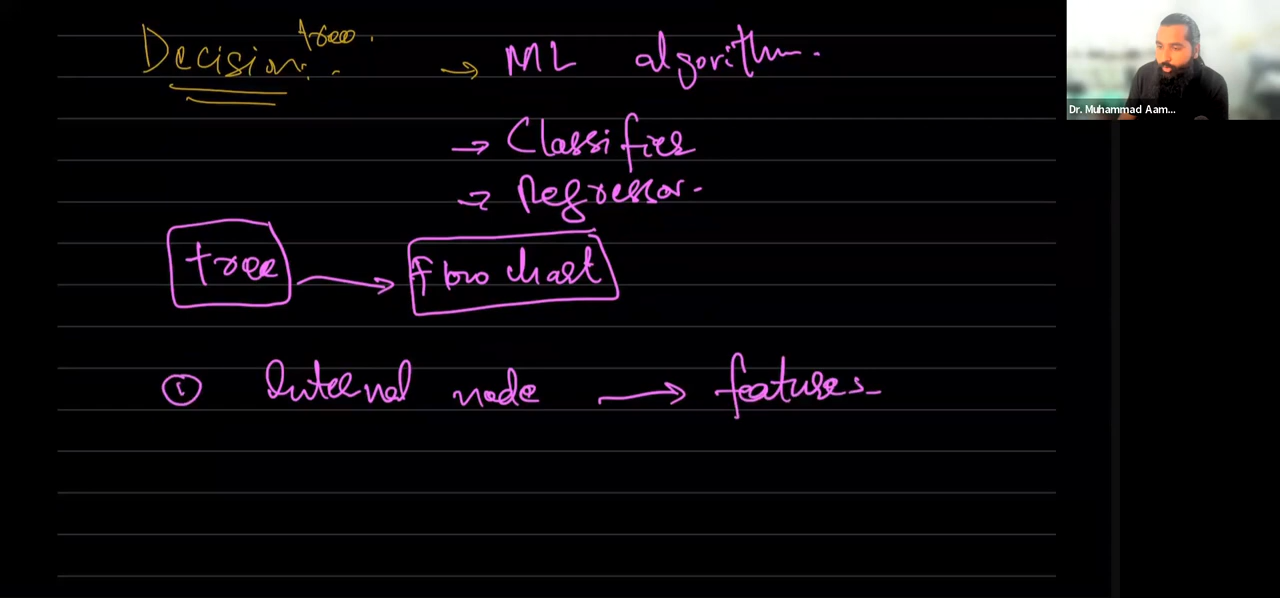 Decision tree. → ML algorithm.
→ Classifier
→ Regressor.
tree → flow chart
① Internal node → features
Dr. Muhammad Aam...